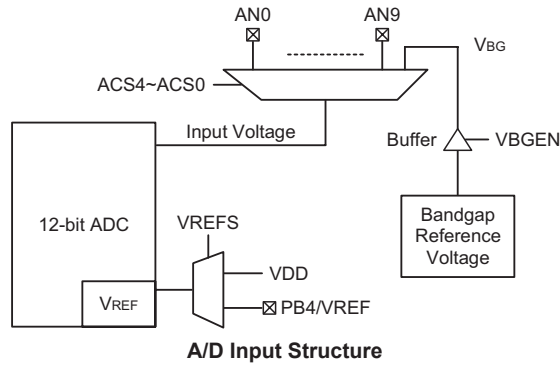 AN0 AN9
VBG
ACS4~ACS0
Input Voltage
Buffer VBGEN
12-bit ADC
Bandgap
Reference
Voltage
VREFS
VDD
VREF
PB4/VREF
A/D Input Structure